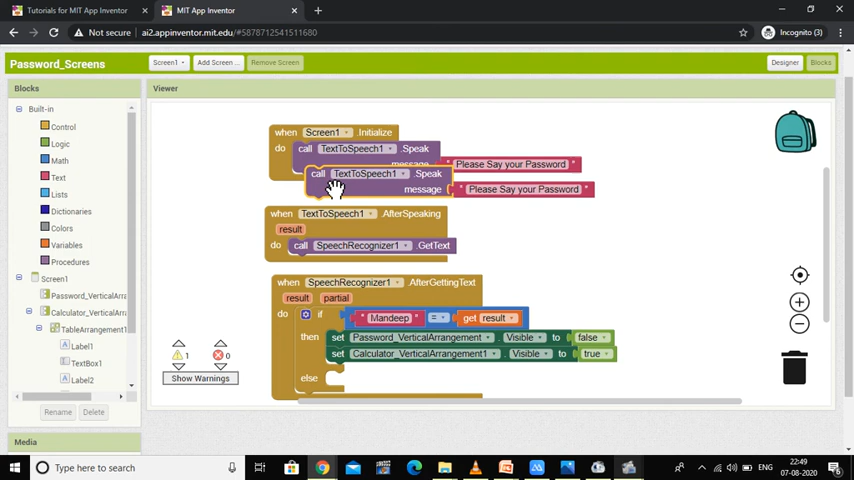 Tutorials for MIT App Inventor
MIT App Inventor
Not secure
ai2.appinventor.mit.edu/#5878712541511680
Incognito (3)
Password_Screens
Screen1
Add Screen ...
Remove Screen
Designer
Blocks
Blocks
Viewer
Built-in
Control
Logic
Math
Text
Lists
Dictionaries
Colors
Variables
Procedures
Screen1
Password_VerticalArran
Calculator_VerticalArran
TableArrangement1
Label1
TextBox1
Label2
Rename
Delete
Media
when Screen1 .Initialize
do call TextToSpeech1 .Speak
message " Please Say your Password "
call TextToSpeech1 .Speak
message " Please Say your Password "
when TextToSpeech1 .AfterSpeaking
result
do call SpeechRecognizer1 .GetText
when SpeechRecognizer1 .AfterGettingText
result partial
do if " Mandeep " = get result
then set Password_VerticalArrangement . Visible to false
set Calculator_VerticalArrangement1 . Visible to true
else
1 0
Show Warnings
Type here to search
ENG
22:49
07-08-2020